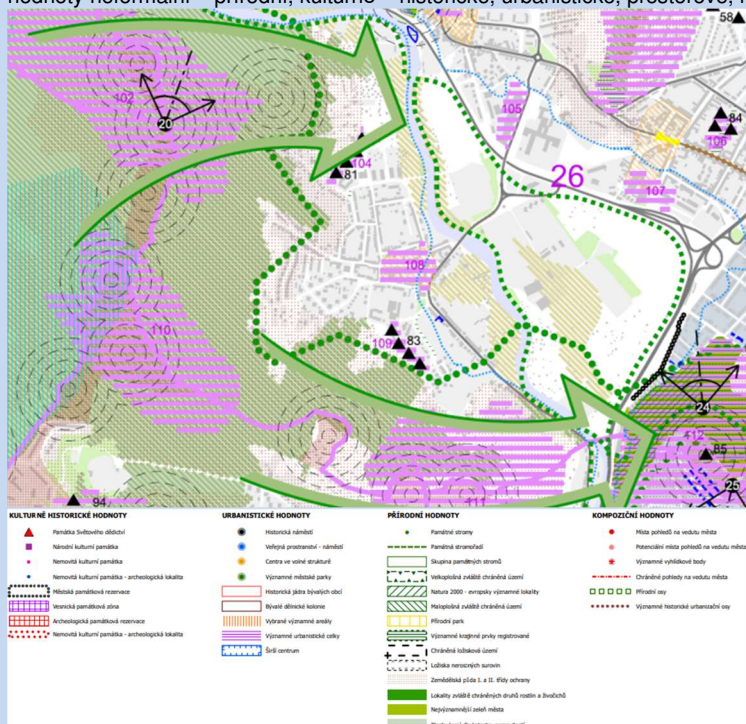 hodnoty neformální – přírodní, kulturně – historické, urbanistické, prostorové,
58
102
20
104
81
105
84
106
26
107
108
110
109
83
24
112
85
25
94
111
KULTURNĚ HISTORICKÉ HODNOTY
Památka Světového dědictví
Národní kulturní památka
Nemovitá kulturní památka
Nemovitá kulturní památka - archeologická lokalita
Městská památková rezervace
Vesnická památková zóna
Archeologická památková rezervace
Nemovitá kulturní památka - archeologická lokalita
URBANISTICKÉ HODNOTY
Historická náměstí
Veřejná prostranství - náměstí
Centra ve volné struktuře
Významné městské parky
Historická jádra bývalých obcí
Bývalé dělnické kolonie
Vybrané významné areály
Významné urbanistické celky
Širší centrum
PŘÍRODNÍ HODNOTY
Památné stromy
Památná stromořadí
Skupina památných stromů
Velkoplošná zvláště chráněná území
Natura 2000 - evropsky významné lokality
Maloplošná zvláště chráněná území
Přírodní park
Významné krajinné prvky registrované
Chráněná ložisková území
Ložiska nerostných surovin
Zemědělská půda I. a II. třídy ochrany
Lokality zvláště chráněných druhů rostlin a živočichů
Nejvýznamnější zeleň města
KOMPOZIČNÍ HODNOTY
Místa pohledů na vedutu města
Potenciální místa pohledů na vedutu města
Významné vyhlídkové body
Chráněné pohledy na vedutu města
Přírodní osy
Významné historické urbanizační osy